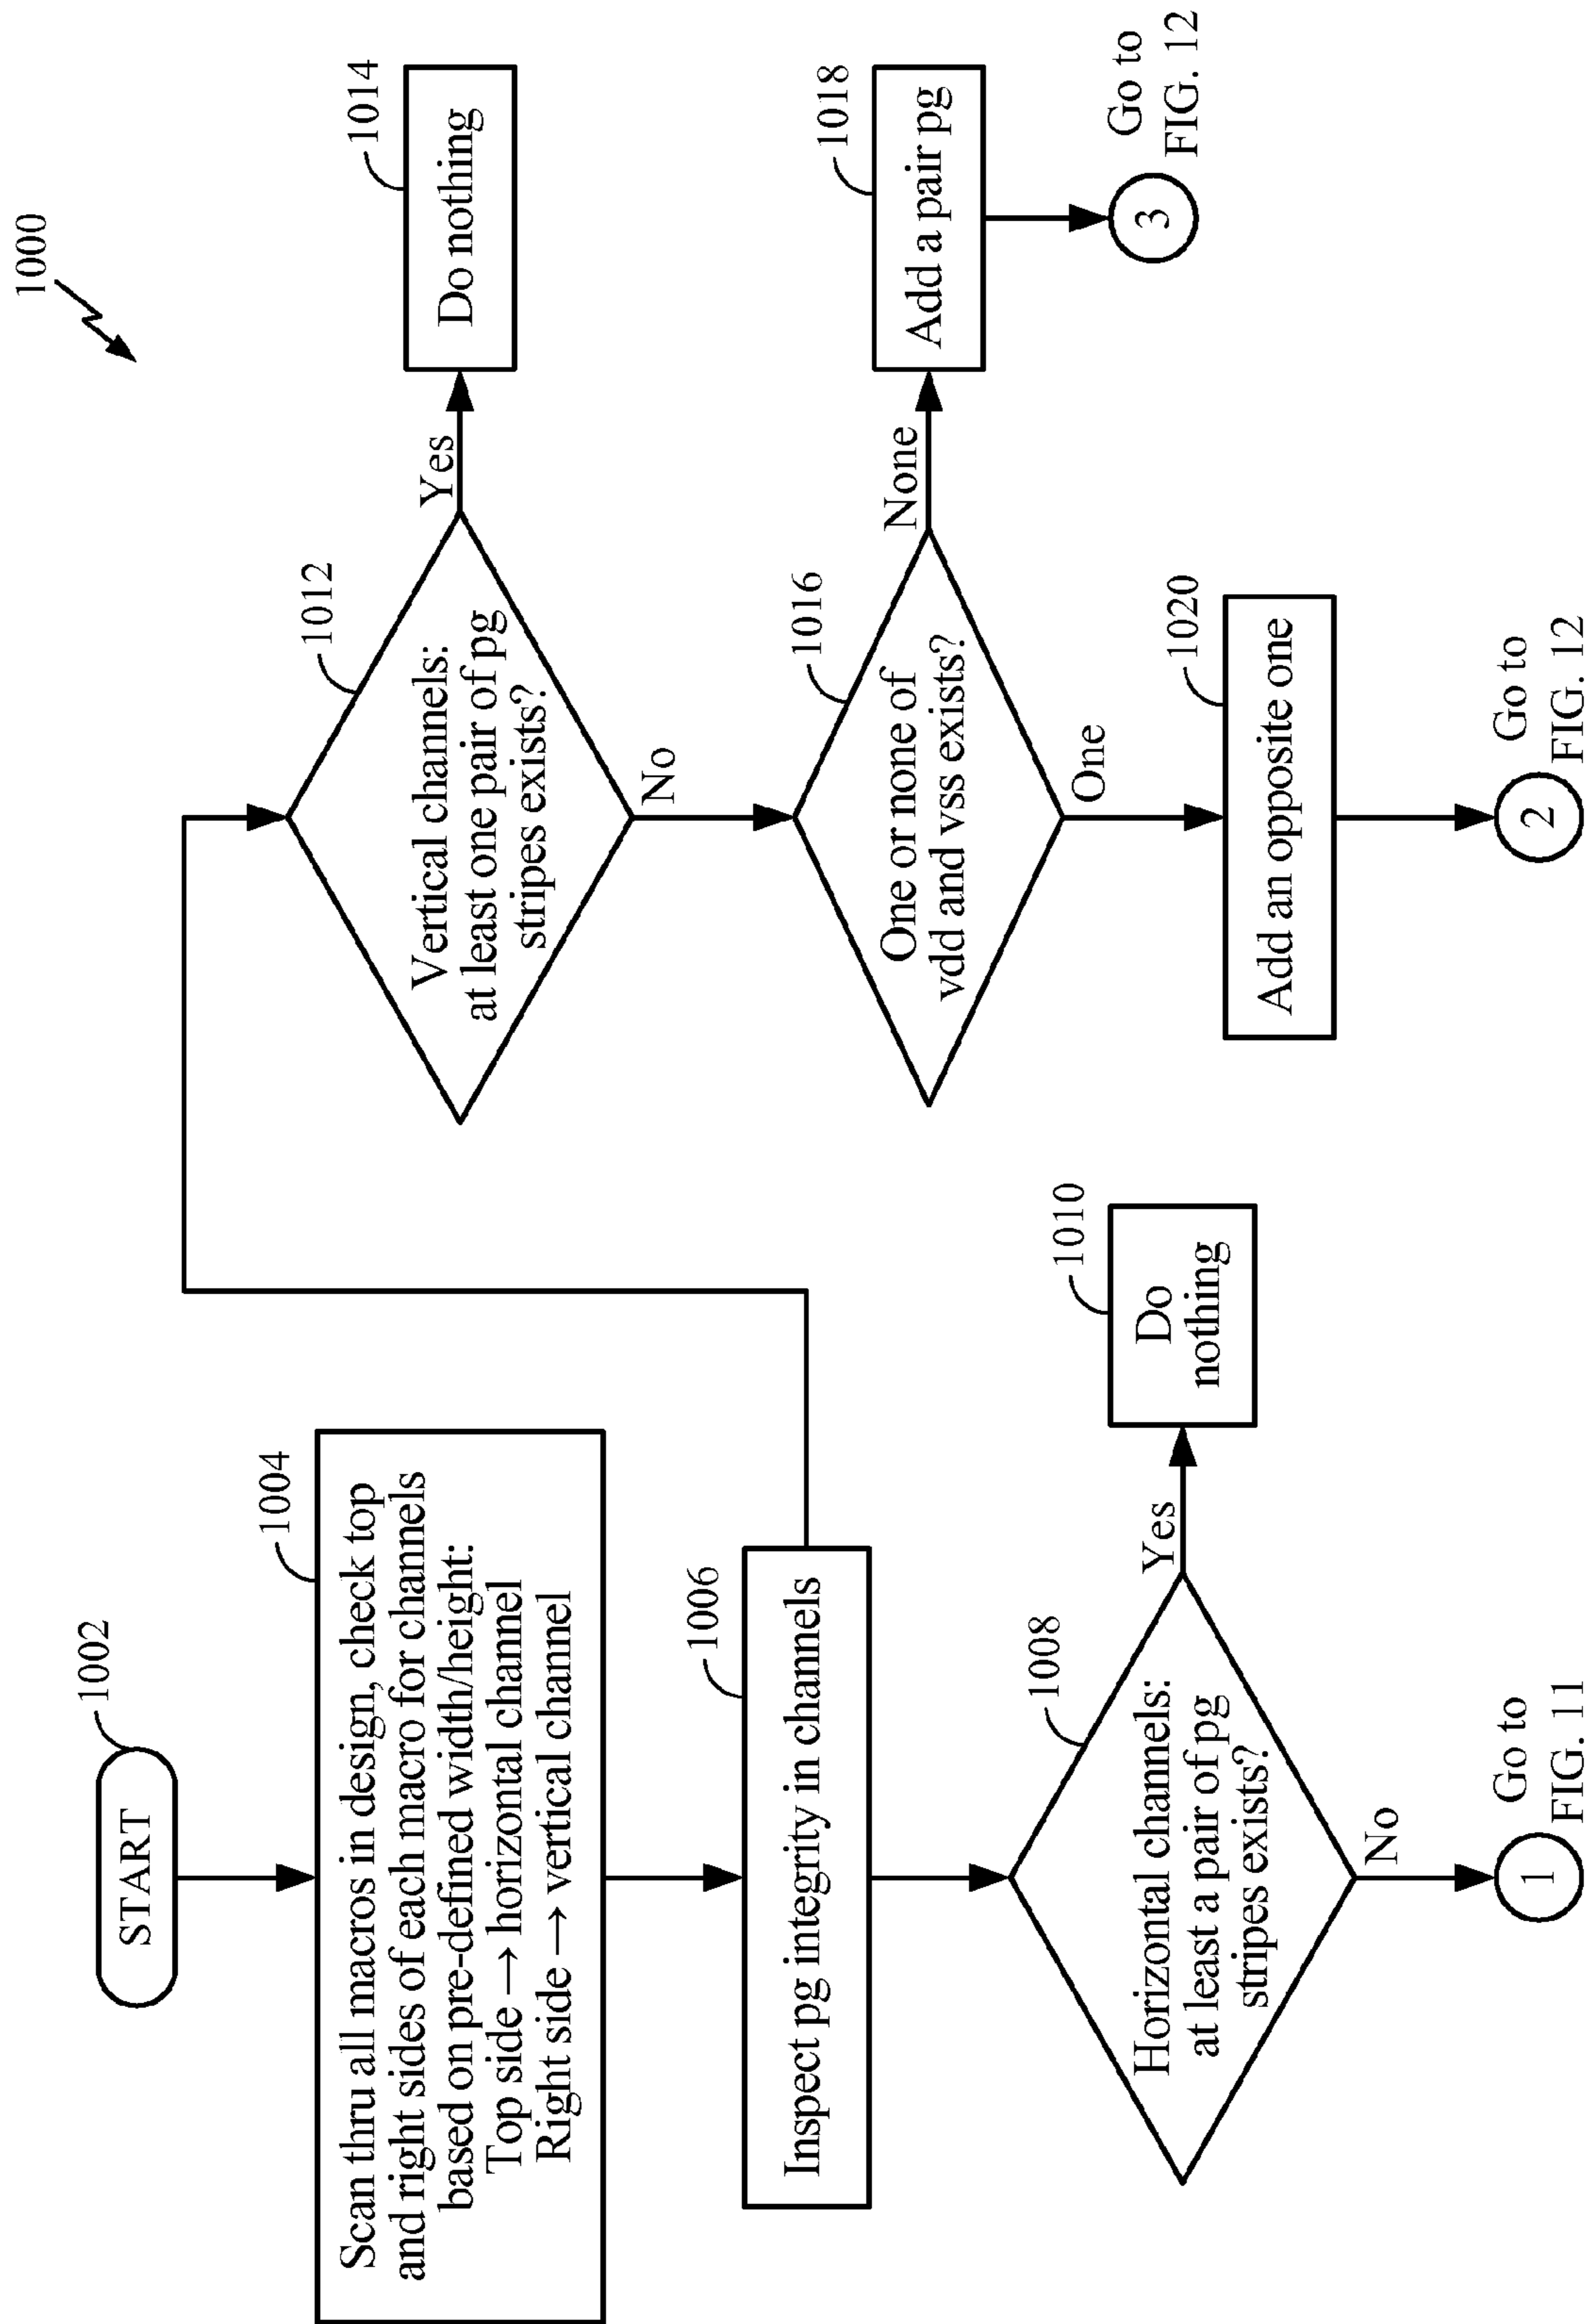 1000
START
1002
Scan thru all macros in design, check top
and right sides of each macro for channels
based on pre-defined width/height:
Top side → horizontal channel
Right side → vertical channel
1004
Inspect pg integrity in channels
1006
Horizontal channels:
at least a pair of pg
stripes exists?
1008
Yes
Do
nothing
1010
No
1
Go to
FIG. 11
Vertical channels:
at least one pair of pg
stripes exists?
1012
Yes
Do nothing
1014
No
One or none of
vdd and vss exists?
1016
None
Add a pair pg
1018
3
Go to
FIG. 12
One
Add an opposite one
1020
2
Go to
FIG. 12